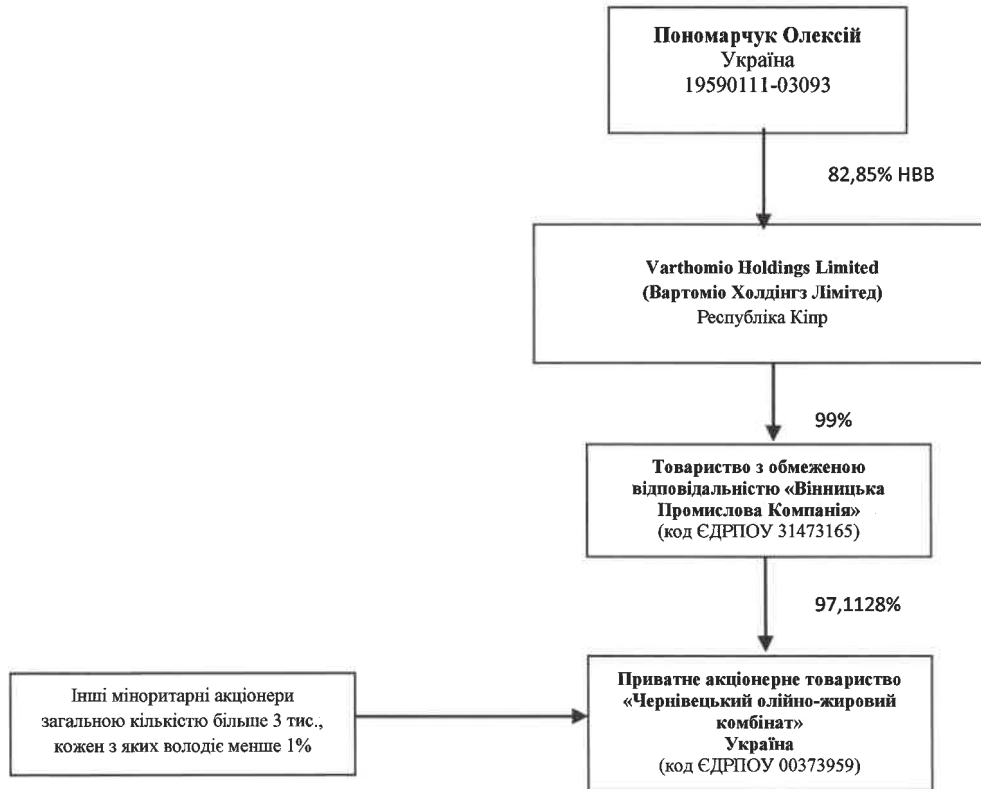 Пономарчук Олексій
Україна
19590111-03093
82,85% НВВ
Varthomio Holdings Limited
(Вартоміо Холдінгз Лімітед)
Республіка Кіпр
99%
Товариство з обмеженою
відповідальністю «Вінницька
Промислова Компанія»
(код ЄДРПОУ 31473165)
97,1128%
Інші міноритарні акціонери
загальною кількістю більше 3 тис.,
кожен з яких володіє менше 1%
Приватне акціонерне товариство
«Чернівецький олійно-жировий
комбінат»
Україна
(код ЄДРПОУ 00373959)